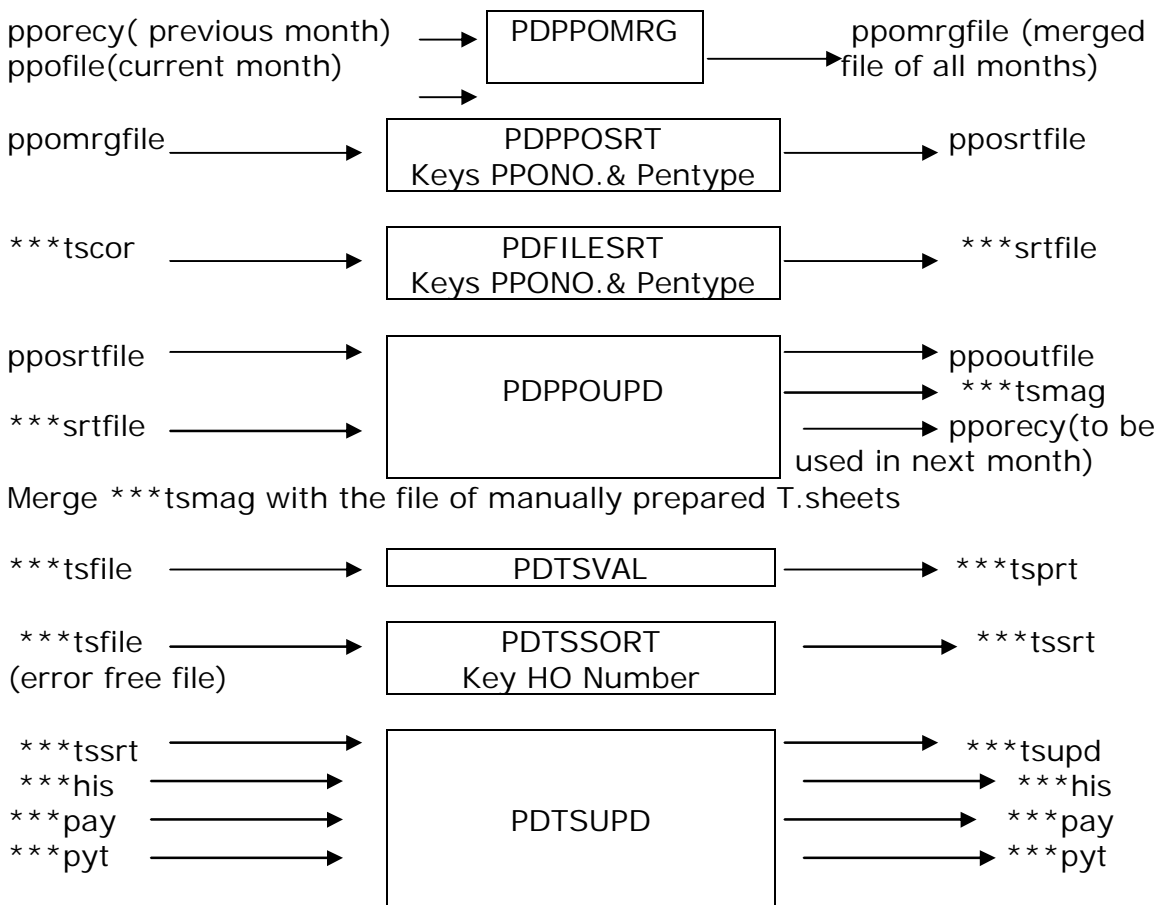 pporecy( previous month) PDPPOMRG ppomrgfile (merged
ppofile(current month) file of all months)
ppomrgfile PDPPOSRT pposrtfile
Keys PPONO.& Pentype
***tscor PDFILESRT ***srtfile
Keys PPONO.& Pentype
pposrtfile ppooutfile
PDPPOUPD ***tsmag
***srtfile pporecy(to be
used in next month)
Merge ***tsmag with the file of manually prepared T.sheets
***tsfile PDTSVAL ***tsprt
***tsfile PDTSSORT ***tssrt
(error free file) Key HO Number
***tssrt ***tsupd
***his ***his
***pay PDTSUPD ***pay
***pyt ***pyt